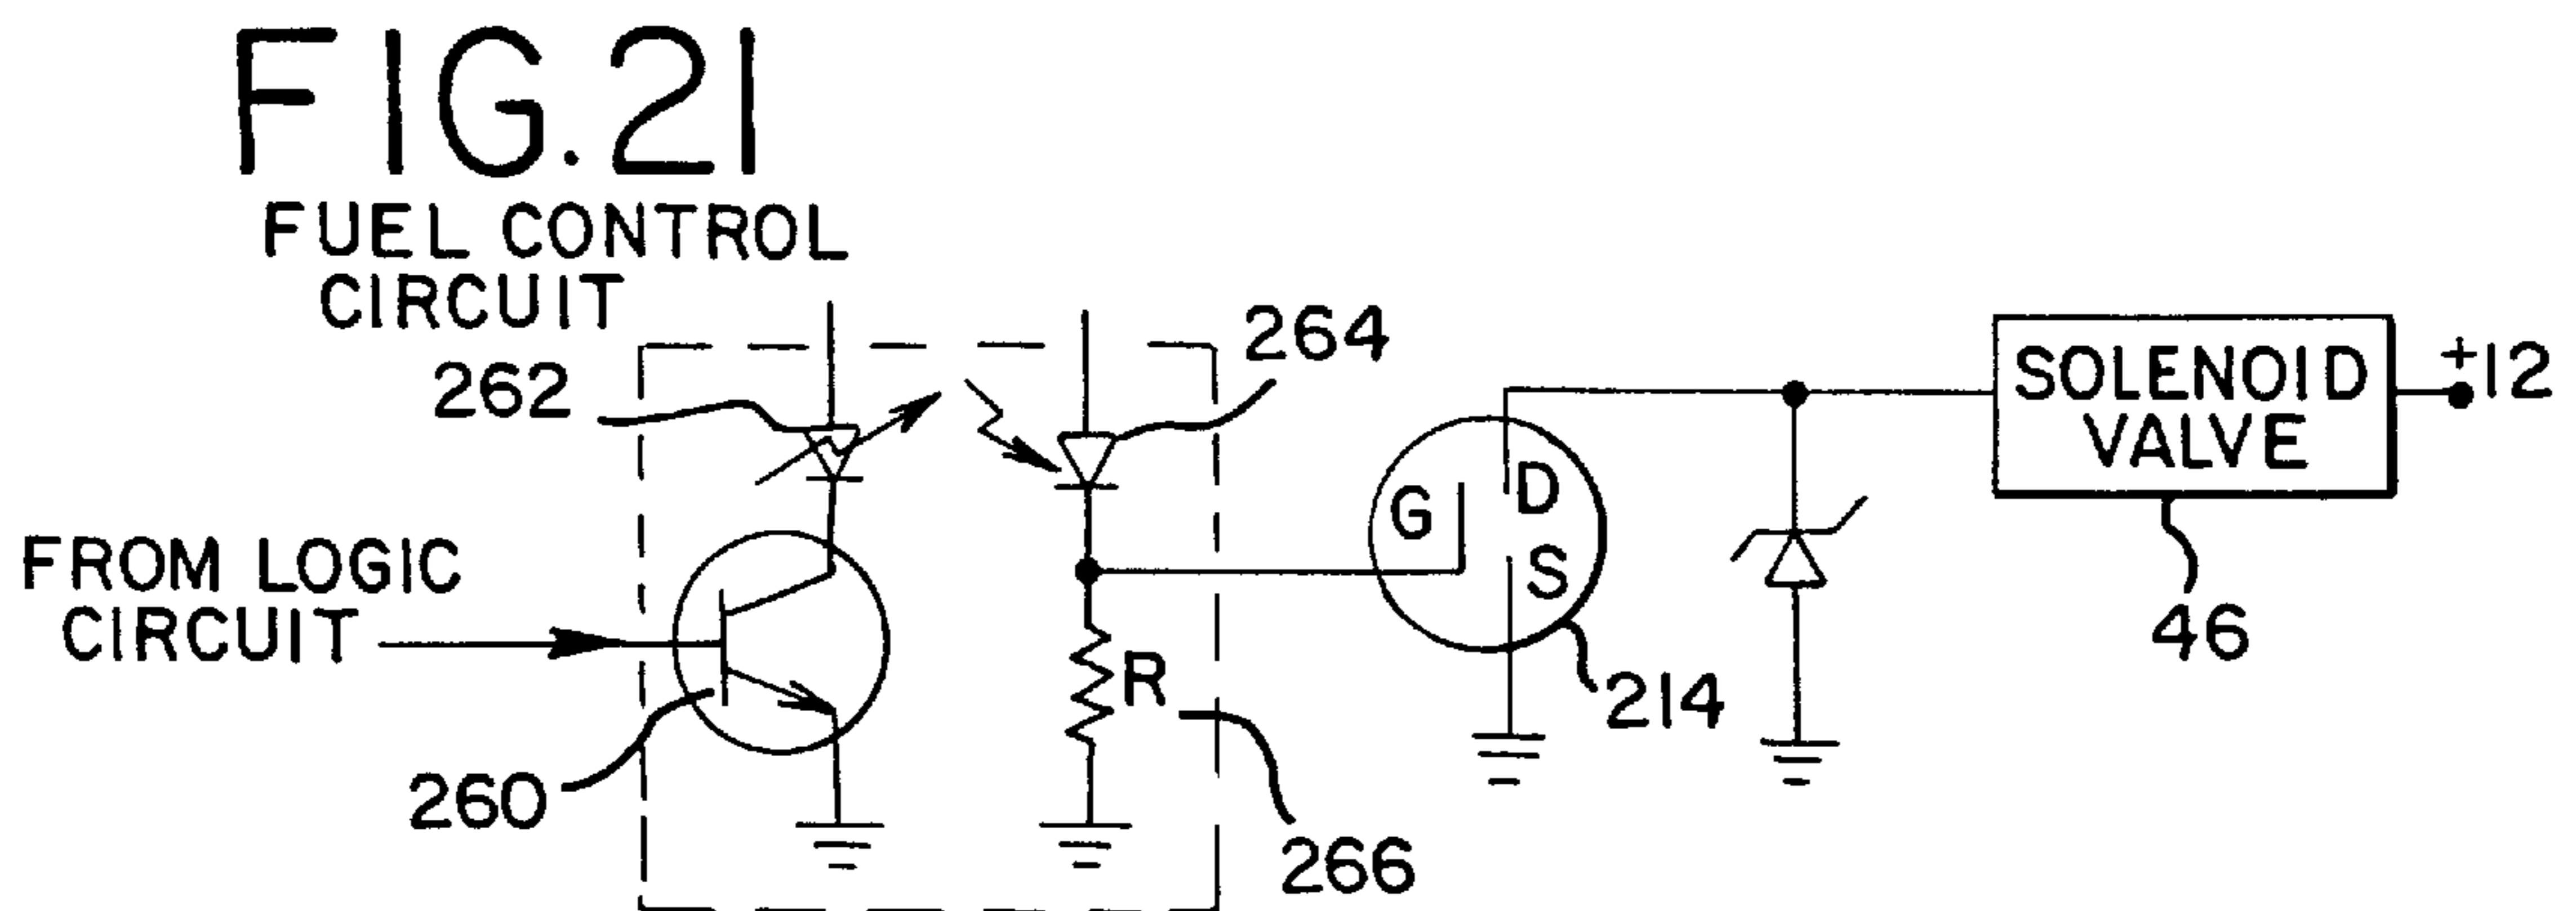 FIG.21
FUEL CONTROL
CIRCUIT
262
264
SOLENOID
VALVE
+12
G
D
S
FROM LOGIC
CIRCUIT
R
46
214
260
266